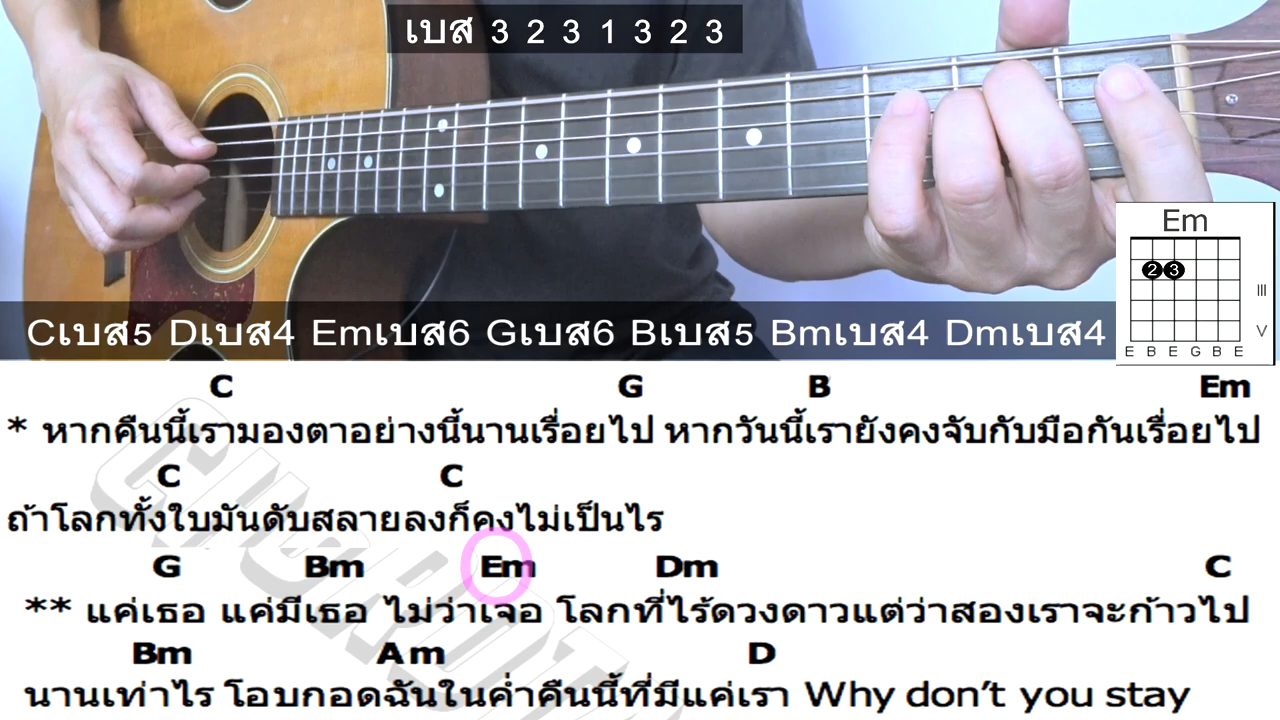 เบส 3 2 3 1 3 2 3
Em
2 3
III
V
E B E G B E
Cเบส5 Dเบส4 Emเบส6 Gเบส6 Bเบส5 Bmเบส4 Dmเบส4
C G B Em
* หากคืนนี้เรามองตาอย่างนี้นานเรื่อยไป หากวันนี้เรายังคงจับกับมือกันเรื่อยไป
C C
ถ้าโลกทั้งใบมันดับสลายลงก็คงไม่เป็นไร
G Bm Em Dm C
** แค่เธอ แค่มีเธอ ไม่ว่าเจอ โลกที่ไร้ดวงดาวแต่ว่าสองเราจะก้าวไป
Bm Am D
นานเท่าไร โอบกอดฉันในค่ำคืนนี้ที่มีแค่เรา Why don't you stay